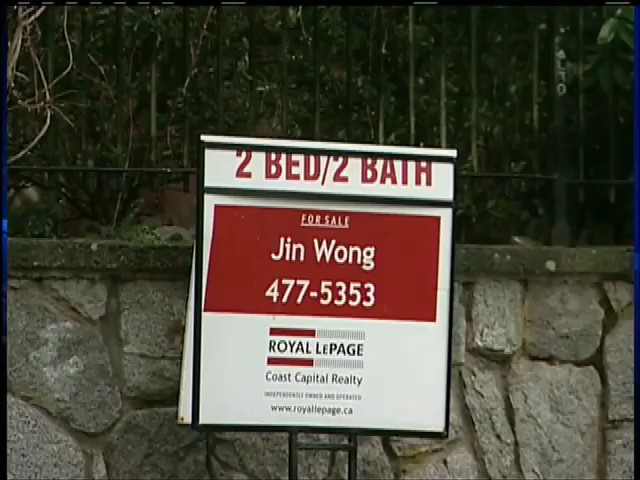 2 BED/2 BATH
FOR SALE
Jin Wong
477-5353
ROYAL LEPAGE
Coast Capital Realty
INDEPENDENTLY OWNED AND OPERATED
www.royallepage.ca